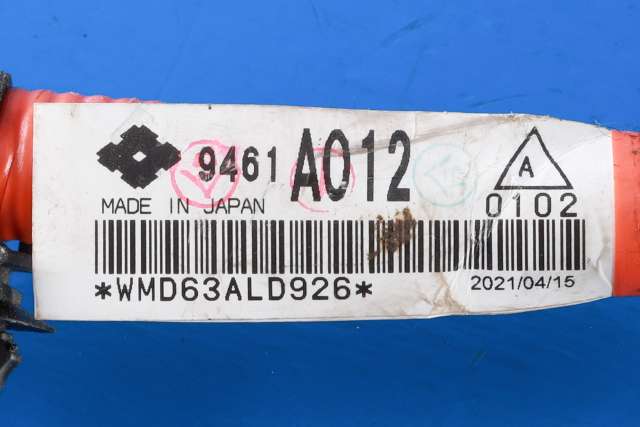 9461 A012
A
MADE IN JAPAN
0102
*WMD63ALD926*
2021/04/15